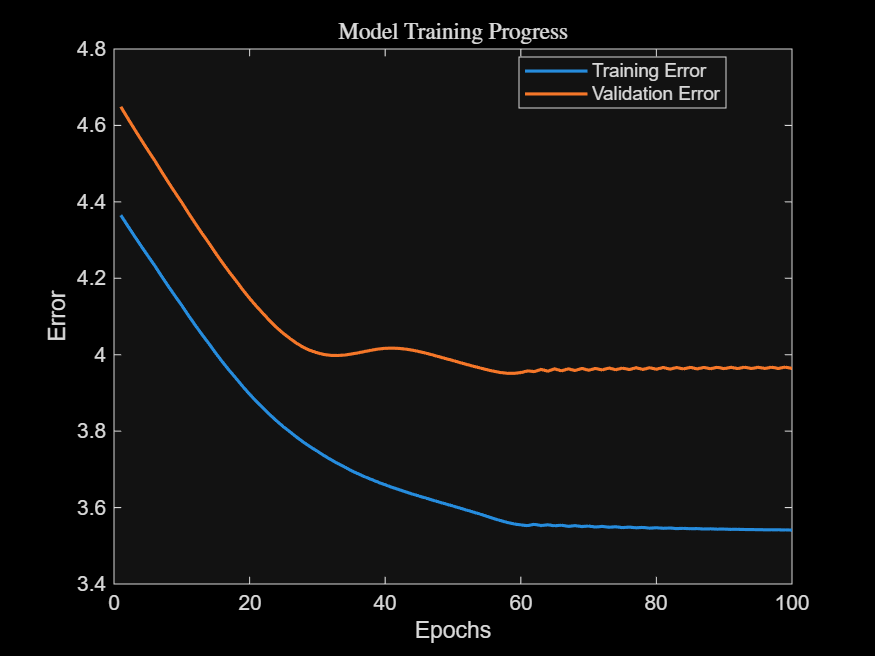 Model Training Progress
Training Error
Validation Error
4.8
4.6
4.4
4.2
4
3.8
3.6
3.4
Error
0 20 40 60 80 100
Epochs